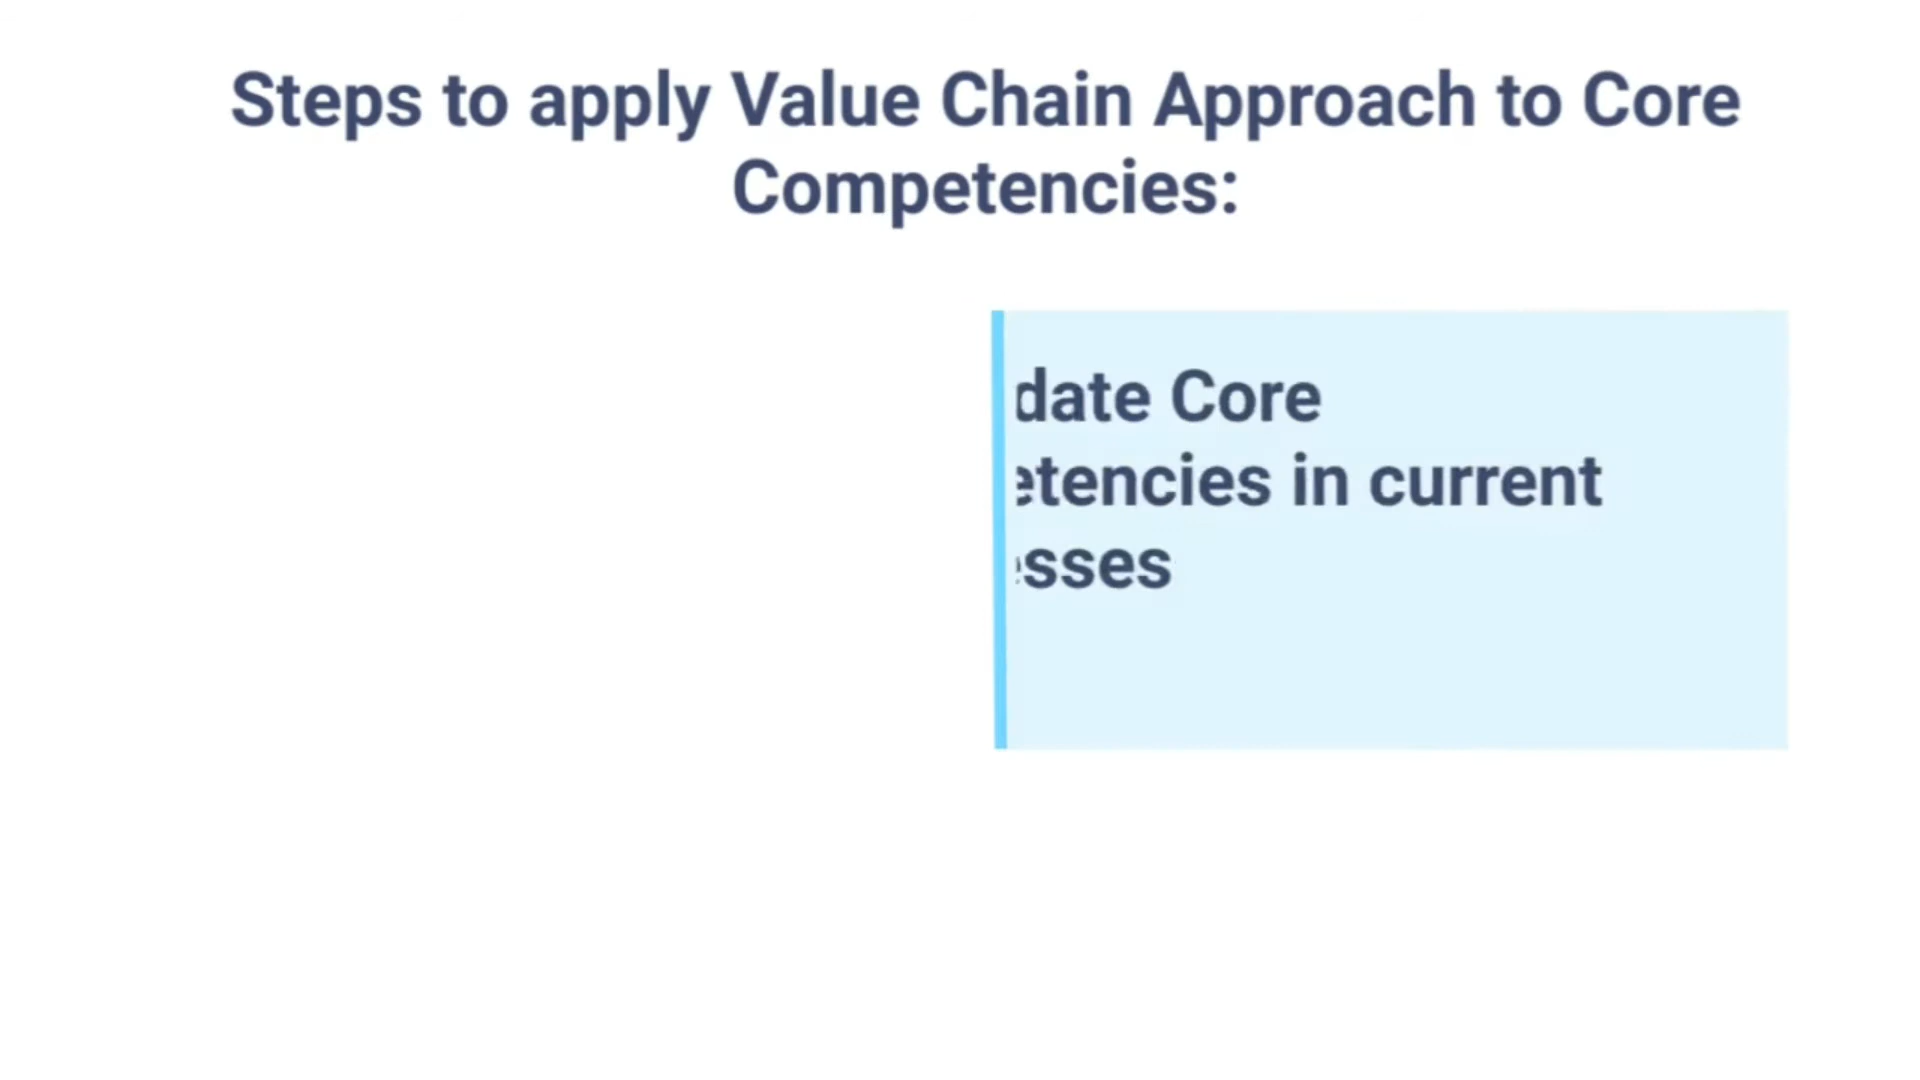 Steps to apply Value Chain Approach to Core
Competencies:
date Core
etencies in current
sses